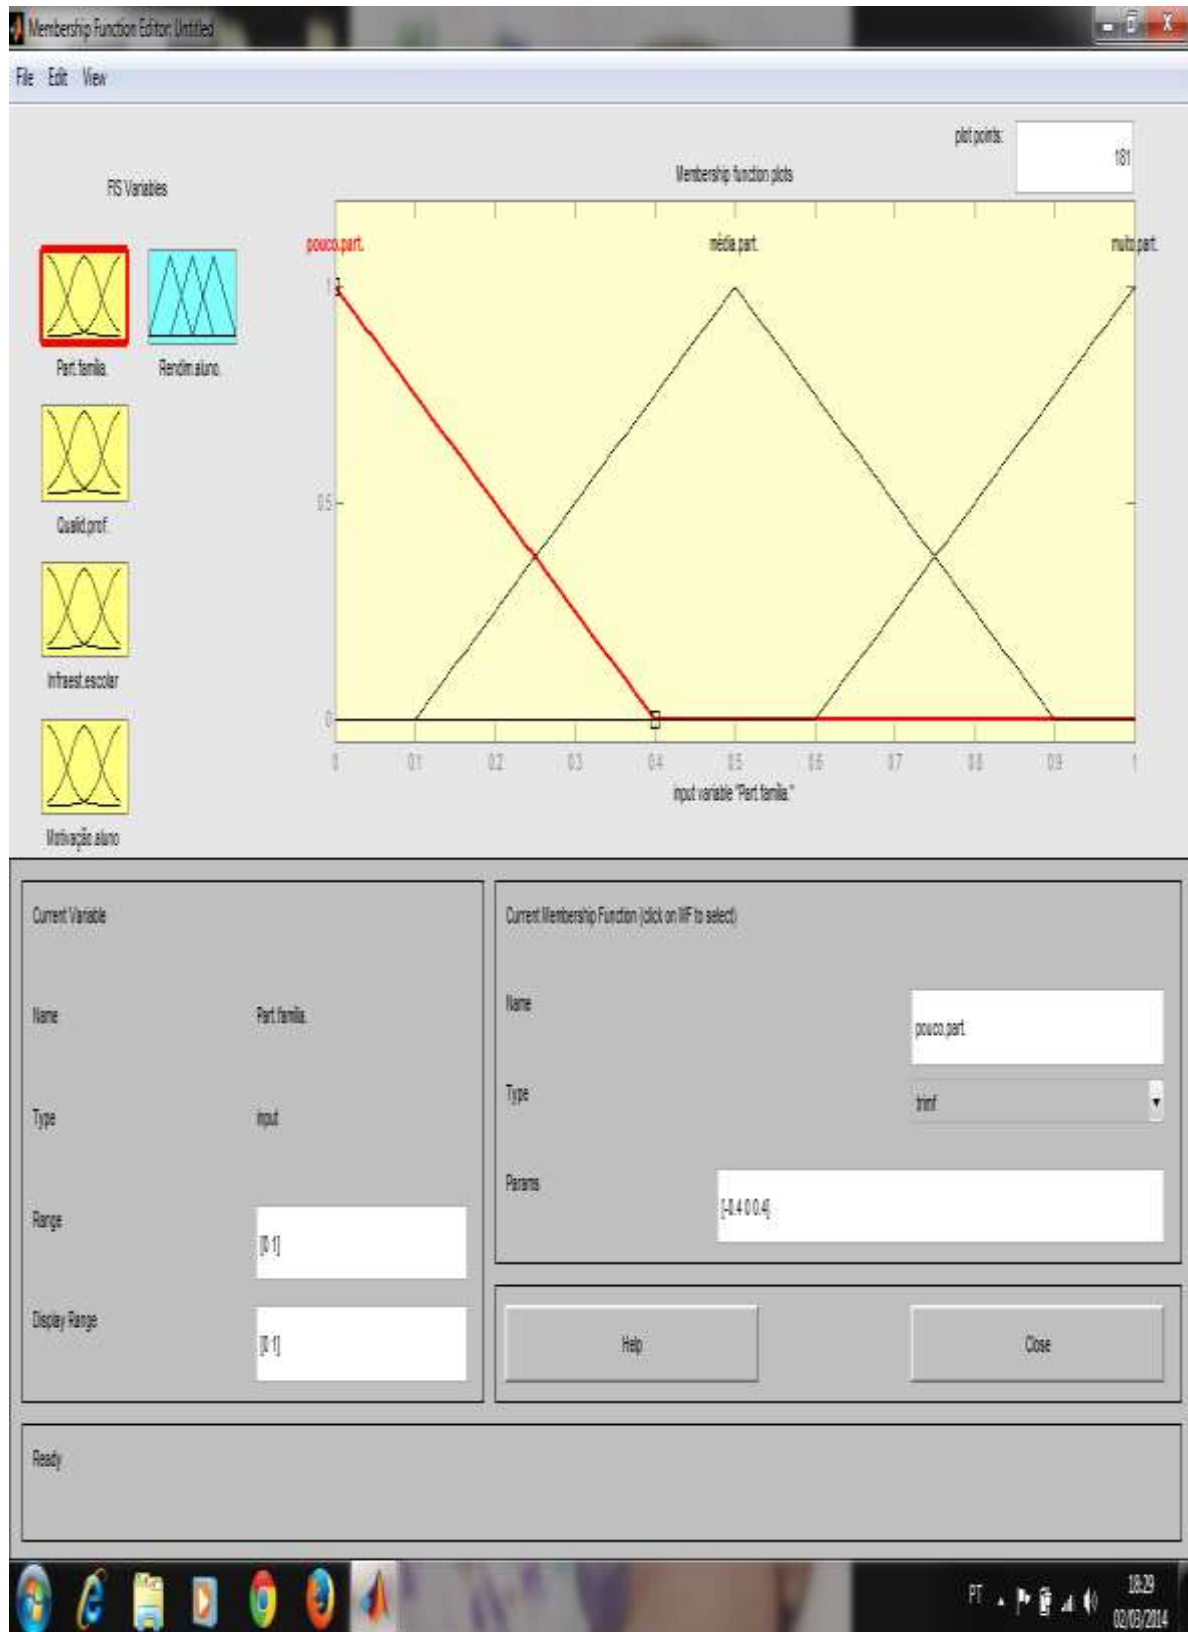 Membership Function Editor: Untitled
File Edit View
plot points:
181
FIS Variables
Membership function plots
pouco.part.
média.part.
muito.part.
1
0.5
0
0 0.1 0.2 0.3 0.4 0.5 0.6 0.7 0.8 0.9 1
input variable "Part.família."
Part.família.
Rendim.aluno.
Qualid.prof.
Infraest.escolar
Motivação.aluno
Current Variable
Name Part.família.
Type input
Range [0 1]
Display Range [0 1]
Current Membership Function (click on MF to select)
Name pouco.part.
Type trimf
Params [-0.4 0 0.4]
Help
Close
Ready
PT
18:29
02/03/2014